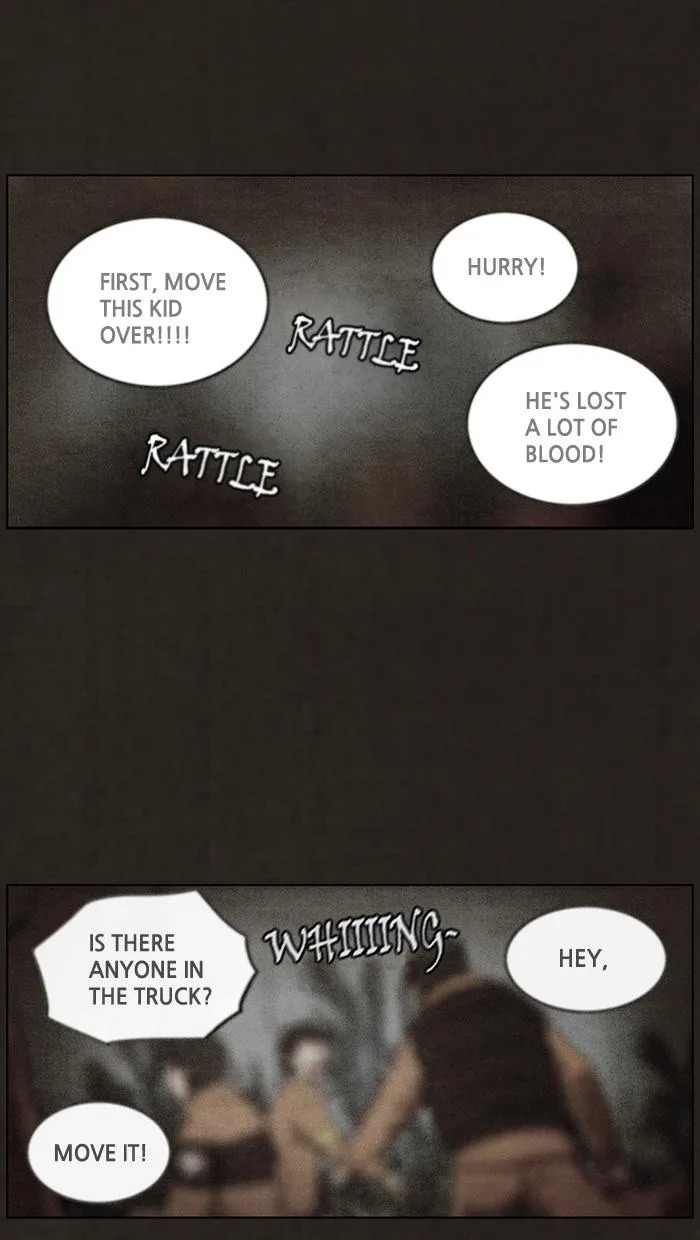 FIRST, MOVE
THIS KID
OVER!!!!
HURRY!
RATTLE
HE'S LOST
A LOT OF
BLOOD!
RATTLE
IS THERE
ANYONE IN
THE TRUCK?
WHIIIING-
HEY,
MOVE IT!